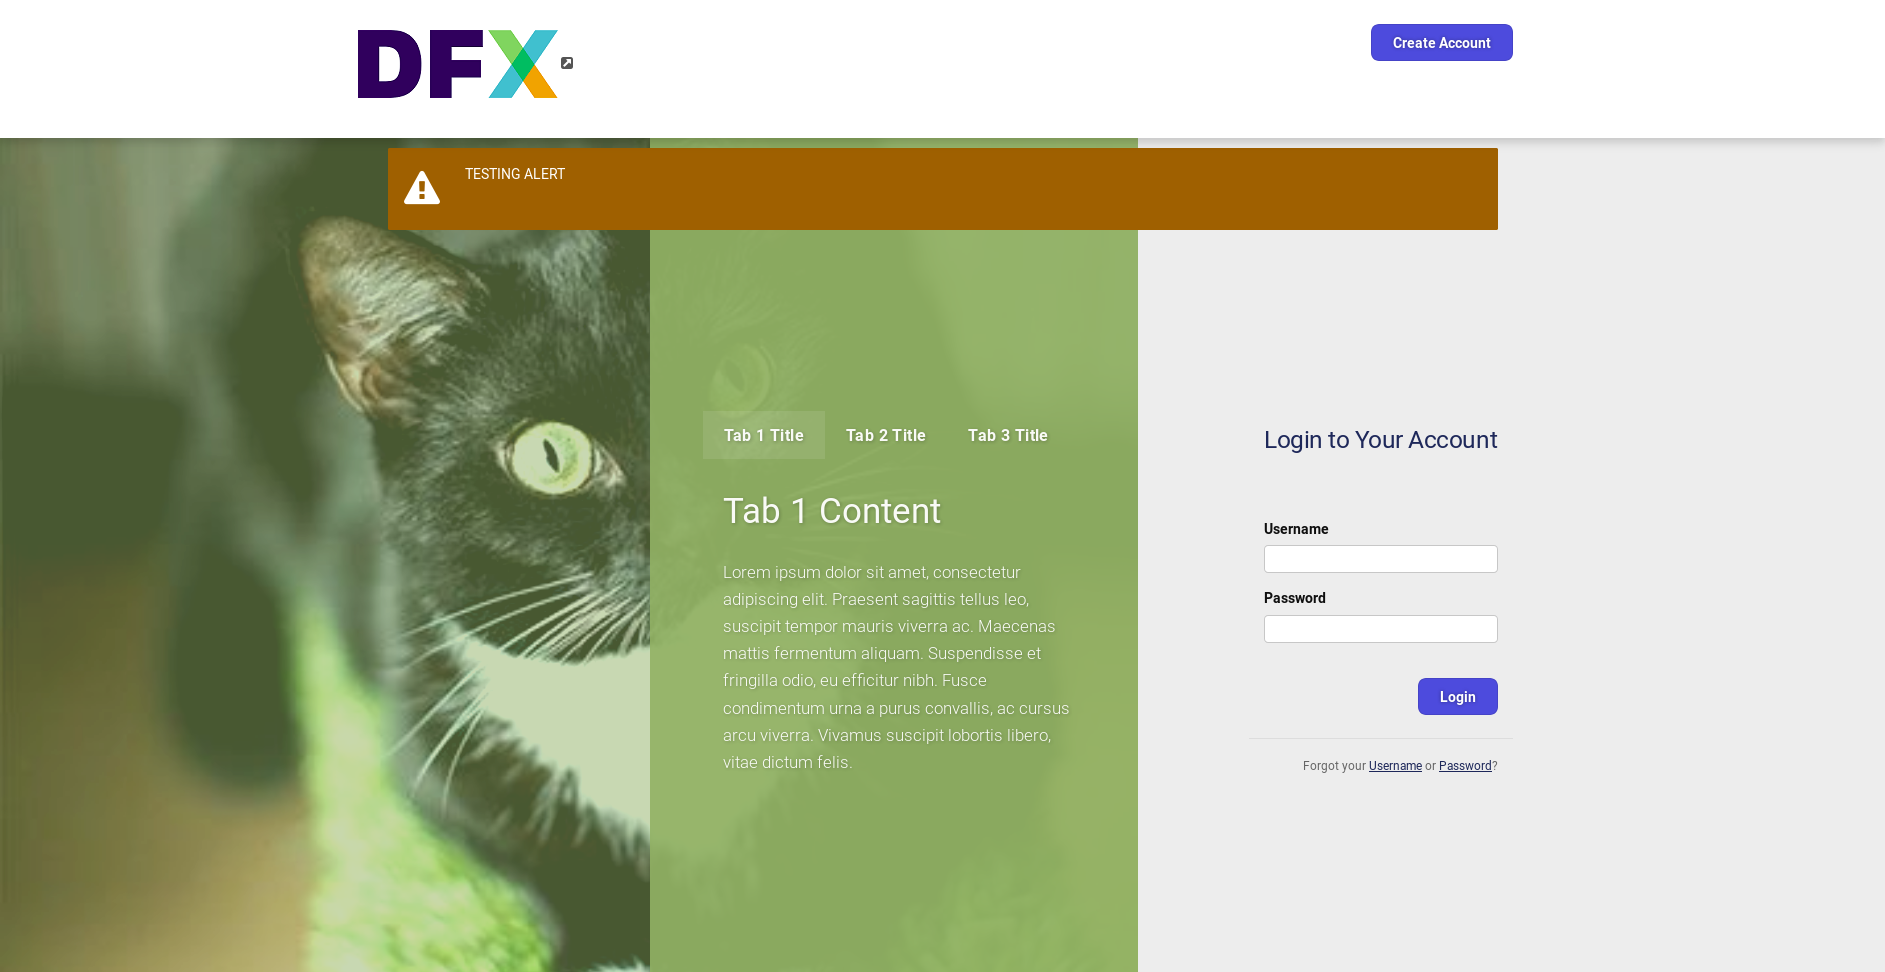 DFX
Create Account
TESTING ALERT
Tab 1 Title
Tab 2 Title
Tab 3 Title
Tab 1 Content
Lorem ipsum dolor sit amet, consectetur
adipiscing elit. Praesent sagittis tellus leo,
suscipit tempor mauris viverra ac. Maecenas
mattis fermentum aliquam. Suspendisse et
fringilla odio, eu efficitur nibh. Fusce
condimentum urna a purus convallis, ac cursus
arcu viverra. Vivamus suscipit lobortis libero,
vitae dictum felis.
Login to Your Account
Username
Password
Login
Forgot your Username or Password?